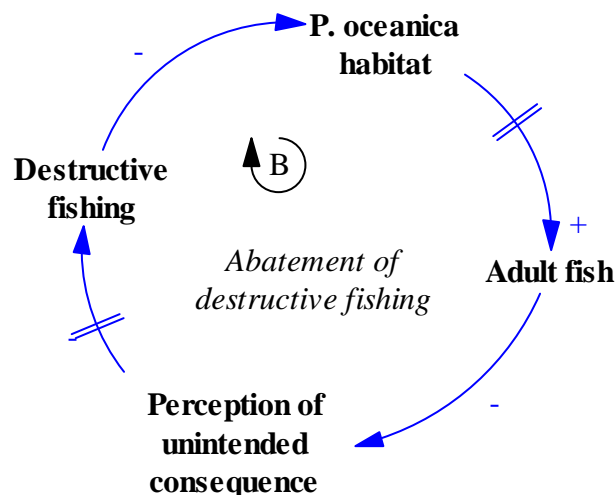 P. oceanica
habitat
-
B
Destructive
fishing
+
Adult fish
Abatement of
destructive fishing
-
-
Perception of
unintended
consequence